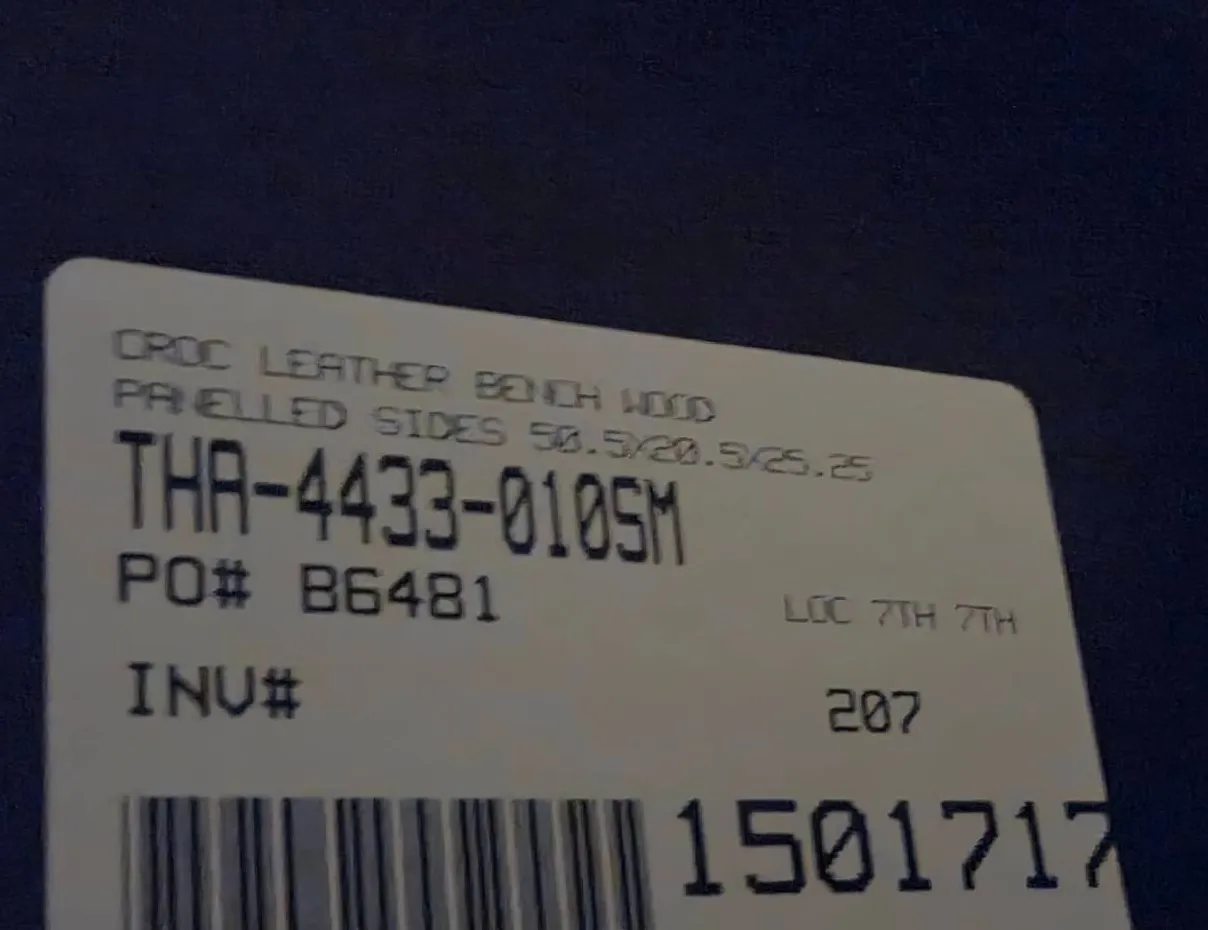 CROC LEATHER BENCH WOOD
PANELLED SIDES 50.5/20.5/25.25
THA-4433-010SM
PO# B6481
LOC 7TH 7TH
INV#
207
1501717